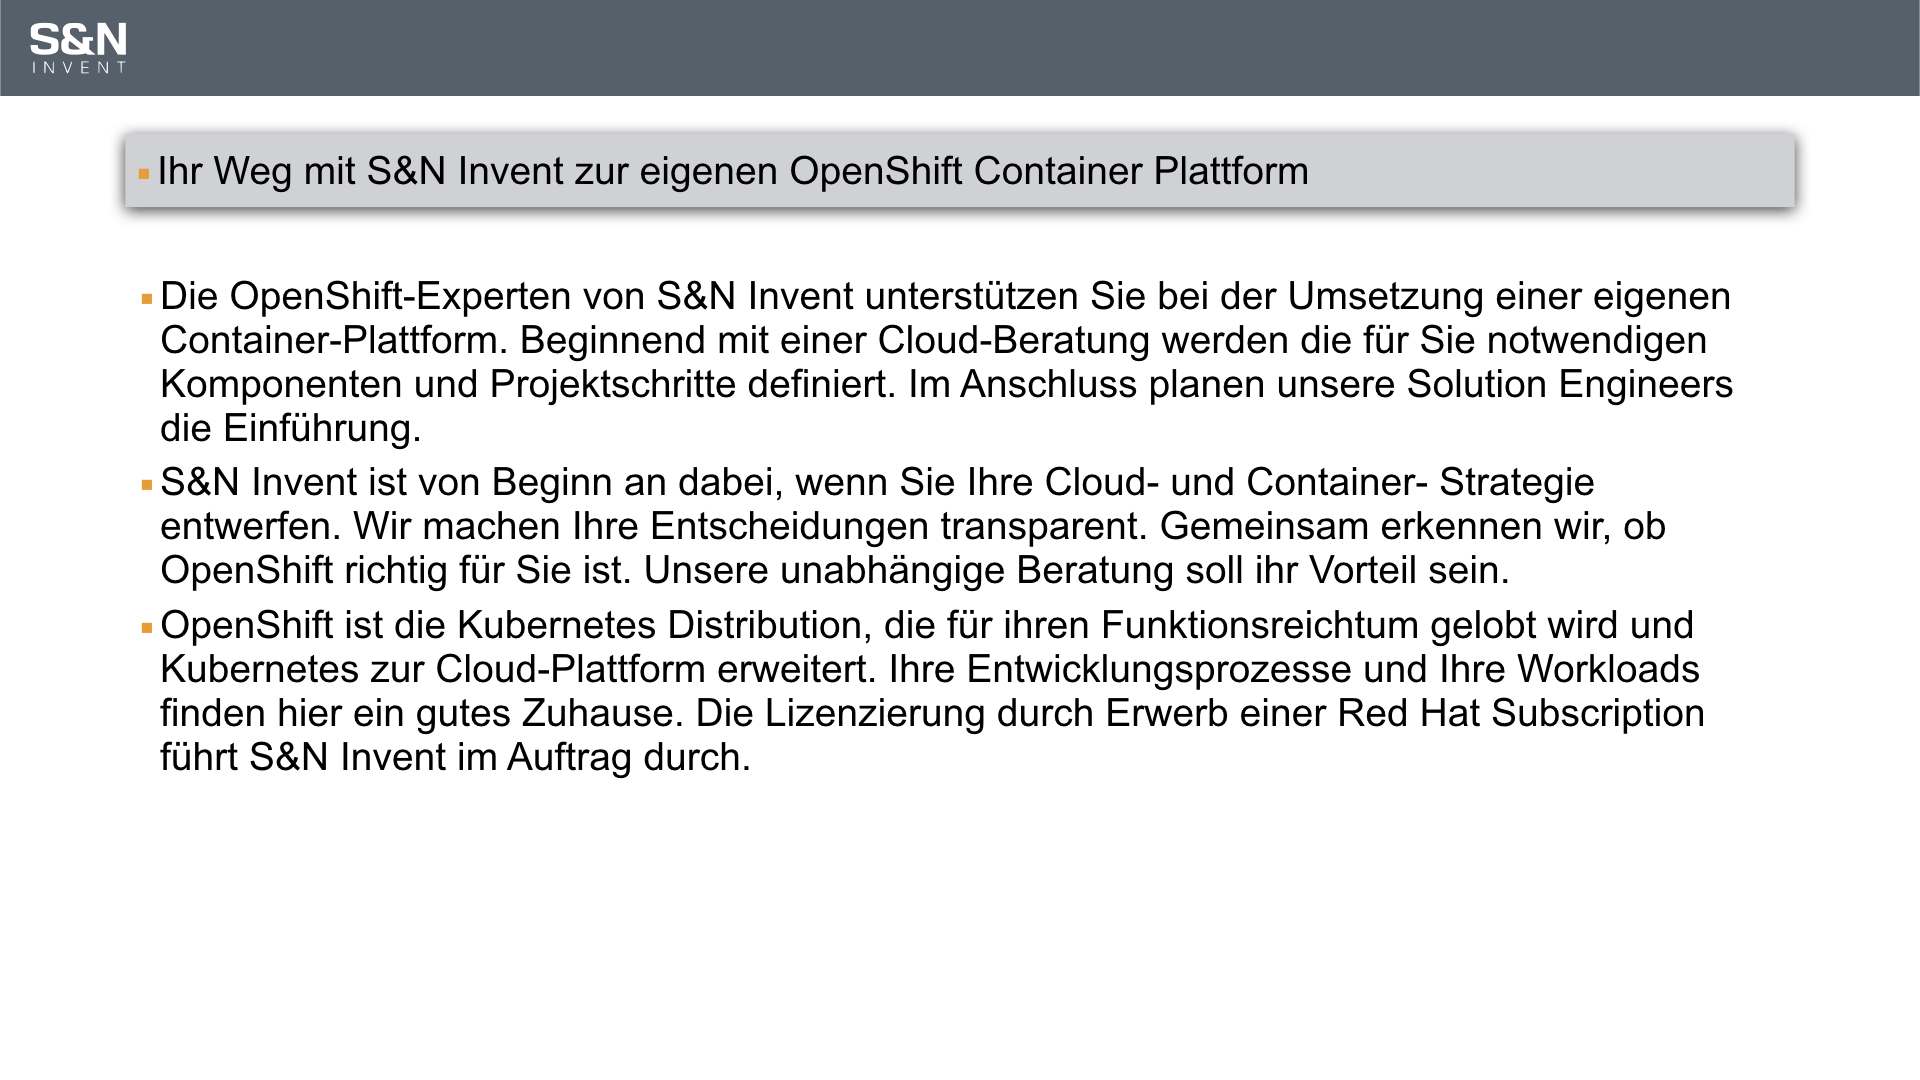 S&N
INVENT
Ihr Weg mit S&N Invent zur eigenen OpenShift Container Plattform
Die OpenShift-Experten von S&N Invent unterstützen Sie bei der Umsetzung einer eigenen
Container-Plattform. Beginnend mit einer Cloud-Beratung werden die für Sie notwendigen
Komponenten und Projektschritte definiert. Im Anschluss planen unsere Solution Engineers
die Einführung.
S&N Invent ist von Beginn an dabei, wenn Sie Ihre Cloud- und Container- Strategie
entwerfen. Wir machen Ihre Entscheidungen transparent. Gemeinsam erkennen wir, ob
OpenShift richtig für Sie ist. Unsere unabhängige Beratung soll ihr Vorteil sein.
OpenShift ist die Kubernetes Distribution, die für ihren Funktionsreichtum gelobt wird und
Kubernetes zur Cloud-Plattform erweitert. Ihre Entwicklungsprozesse und Ihre Workloads
finden hier ein gutes Zuhause. Die Lizenzierung durch Erwerb einer Red Hat Subscription
führt S&N Invent im Auftrag durch.